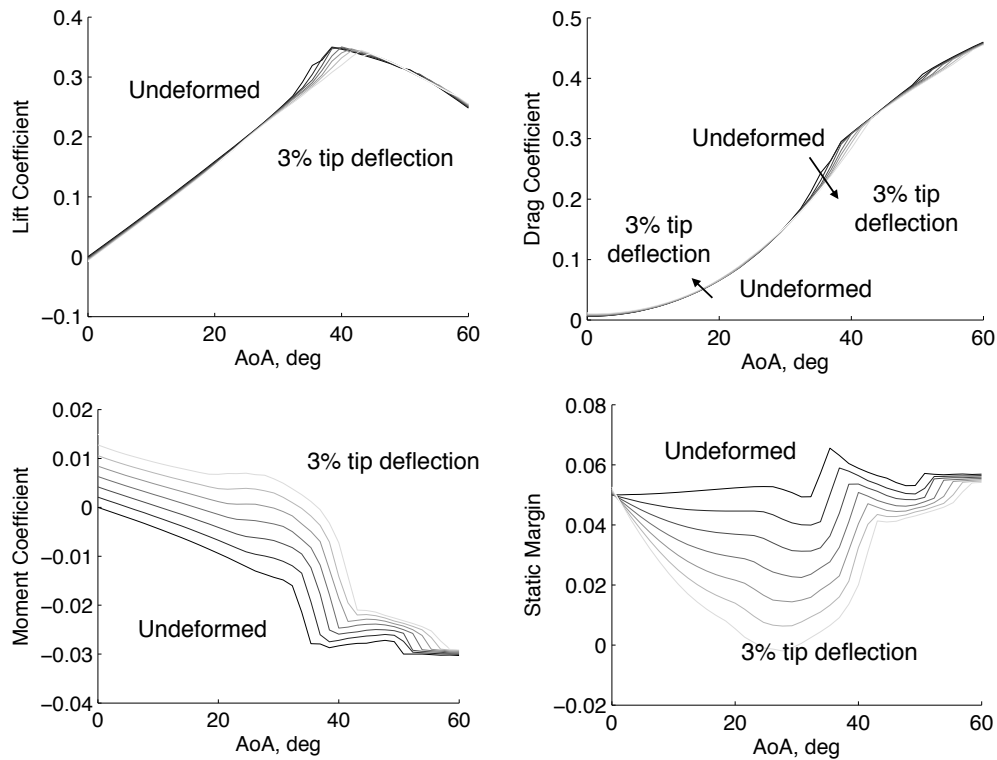 0.4
0.3
0.2
0.1
0
−0.1
Lift Coefficient
Undeformed
3% tip deflection
0
20
40
60
AoA, deg
0.5
0.4
0.3
0.2
0.1
0
Drag Coefficient
Undeformed
3% tip
deflection
3% tip
deflection
Undeformed
0
20
40
60
AoA, deg
0.02
0.01
0
−0.01
−0.02
−0.03
−0.04
Moment Coefficient
3% tip deflection
Undeformed
0
20
40
60
AoA, deg
0.08
0.06
0.04
0.02
0
−0.02
Static Margin
Undeformed
3% tip deflection
0
20
40
60
AoA, deg